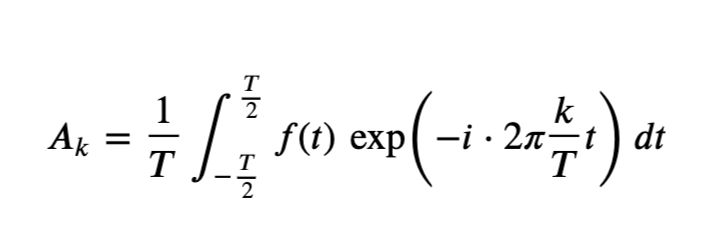 A_k = \frac{1}{T} \int_{-\frac{T}{2}}^{\frac{T}{2}} f(t) \exp\left(-i \cdot 2\pi \frac{k}{T} t\right) dt